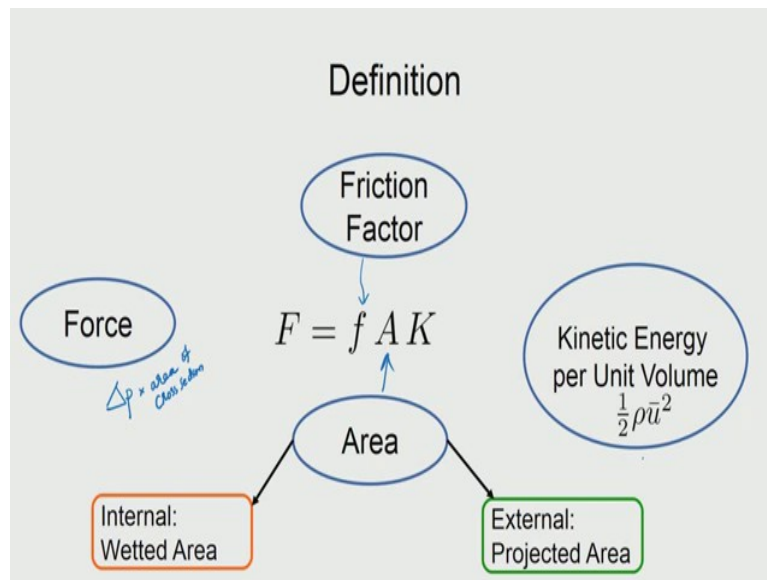 Definition
Friction
Factor
Force
F = f A K
Kinetic Energy
per Unit Volume
½ρū²
Δp × area of
cross section
Area
Internal:
Wetted Area
External:
Projected Area